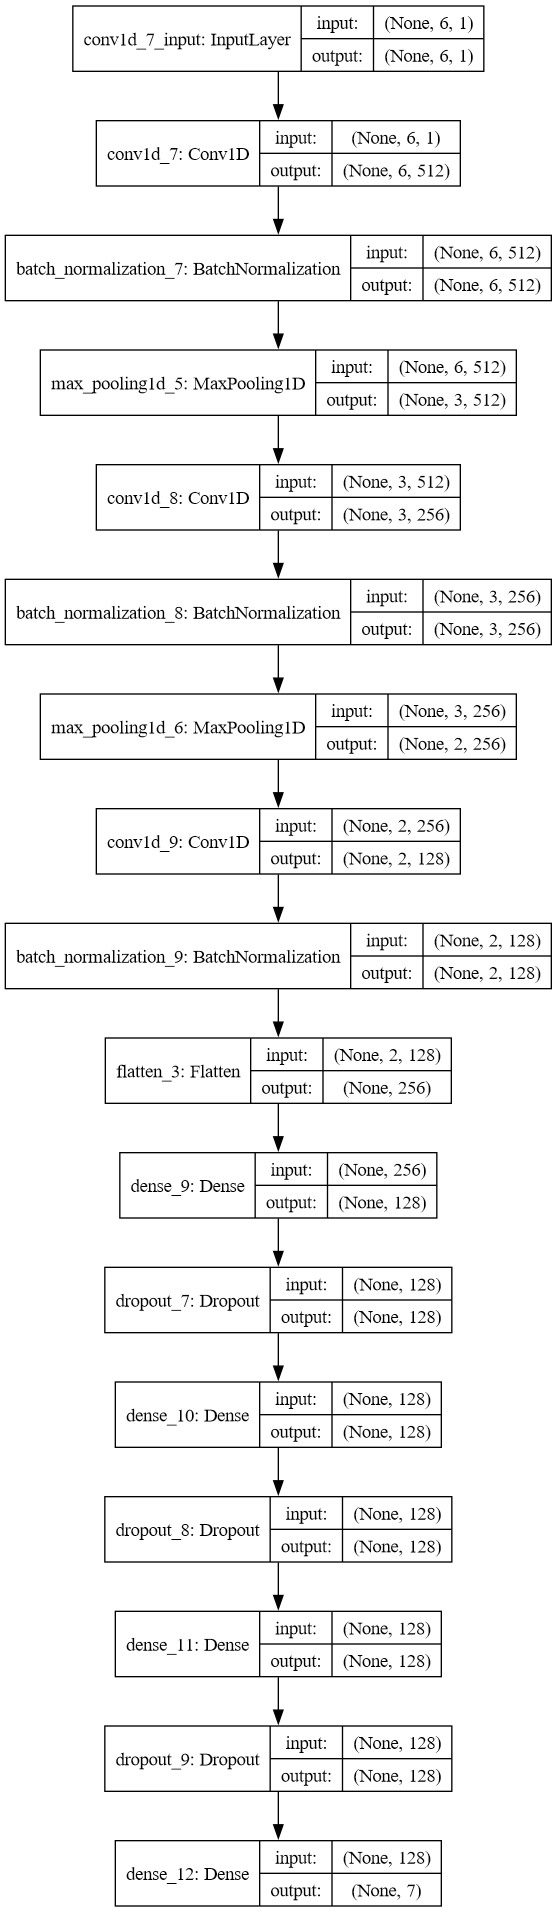 conv1d_7_input: InputLayer
input: (None, 6, 1)
output: (None, 6, 1)
conv1d_7: Conv1D
input: (None, 6, 1)
output: (None, 6, 512)
batch_normalization_7: BatchNormalization
input: (None, 6, 512)
output: (None, 6, 512)
max_pooling1d_5: MaxPooling1D
input: (None, 6, 512)
output: (None, 3, 512)
conv1d_8: Conv1D
input: (None, 3, 512)
output: (None, 3, 256)
batch_normalization_8: BatchNormalization
input: (None, 3, 256)
output: (None, 3, 256)
max_pooling1d_6: MaxPooling1D
input: (None, 3, 256)
output: (None, 2, 256)
conv1d_9: Conv1D
input: (None, 2, 256)
output: (None, 2, 128)
batch_normalization_9: BatchNormalization
input: (None, 2, 128)
output: (None, 2, 128)
flatten_3: Flatten
input: (None, 2, 128)
output: (None, 256)
dense_9: Dense
input: (None, 256)
output: (None, 128)
dropout_7: Dropout
input: (None, 128)
output: (None, 128)
dense_10: Dense
input: (None, 128)
output: (None, 128)
dropout_8: Dropout
input: (None, 128)
output: (None, 128)
dense_11: Dense
input: (None, 128)
output: (None, 128)
dropout_9: Dropout
input: (None, 128)
output: (None, 128)
dense_12: Dense
input: (None, 128)
output: (None, 7)